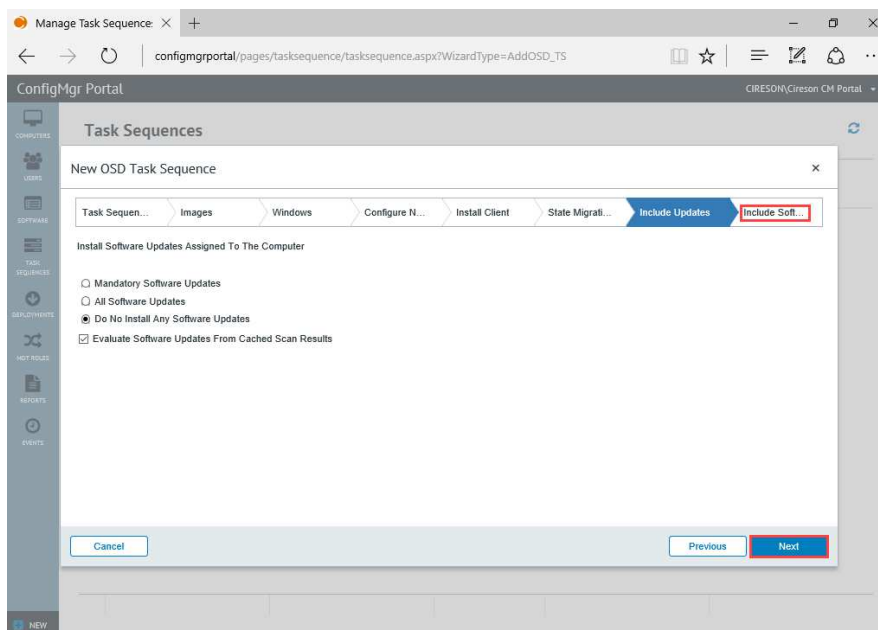 Manage Task Sequence:
configmgrportal/pages/tasksequence/tasksequence.aspx?WizardType=AddOSD_TS
ConfigMgr Portal
CIRESON\Cireson CM Portal
COMPUTERS
USERS
SOFTWARE
TASK
SEQUENCES
DEPLOYMENTS
MDT ROLES
REPORTS
EVENTS
NEW
Task Sequences
New OSD Task Sequence
Task Sequen...
Images
Windows
Configure N...
Install Client
State Migrati...
Include Updates
Include Soft...
Install Software Updates Assigned To The Computer
Mandatory Software Updates
All Software Updates
Do No Install Any Software Updates
Evaluate Software Updates From Cached Scan Results
Cancel
Previous
Next